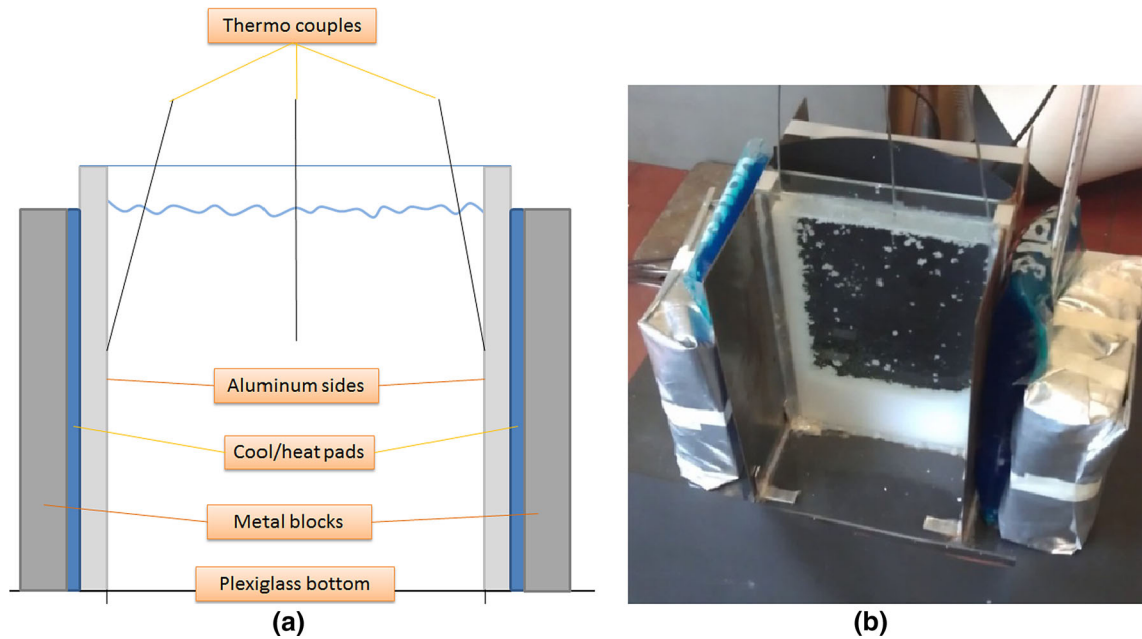 Thermo couples
Aluminum sides
Cool/heat pads
Metal blocks
Plexiglass bottom
(a)
(b)